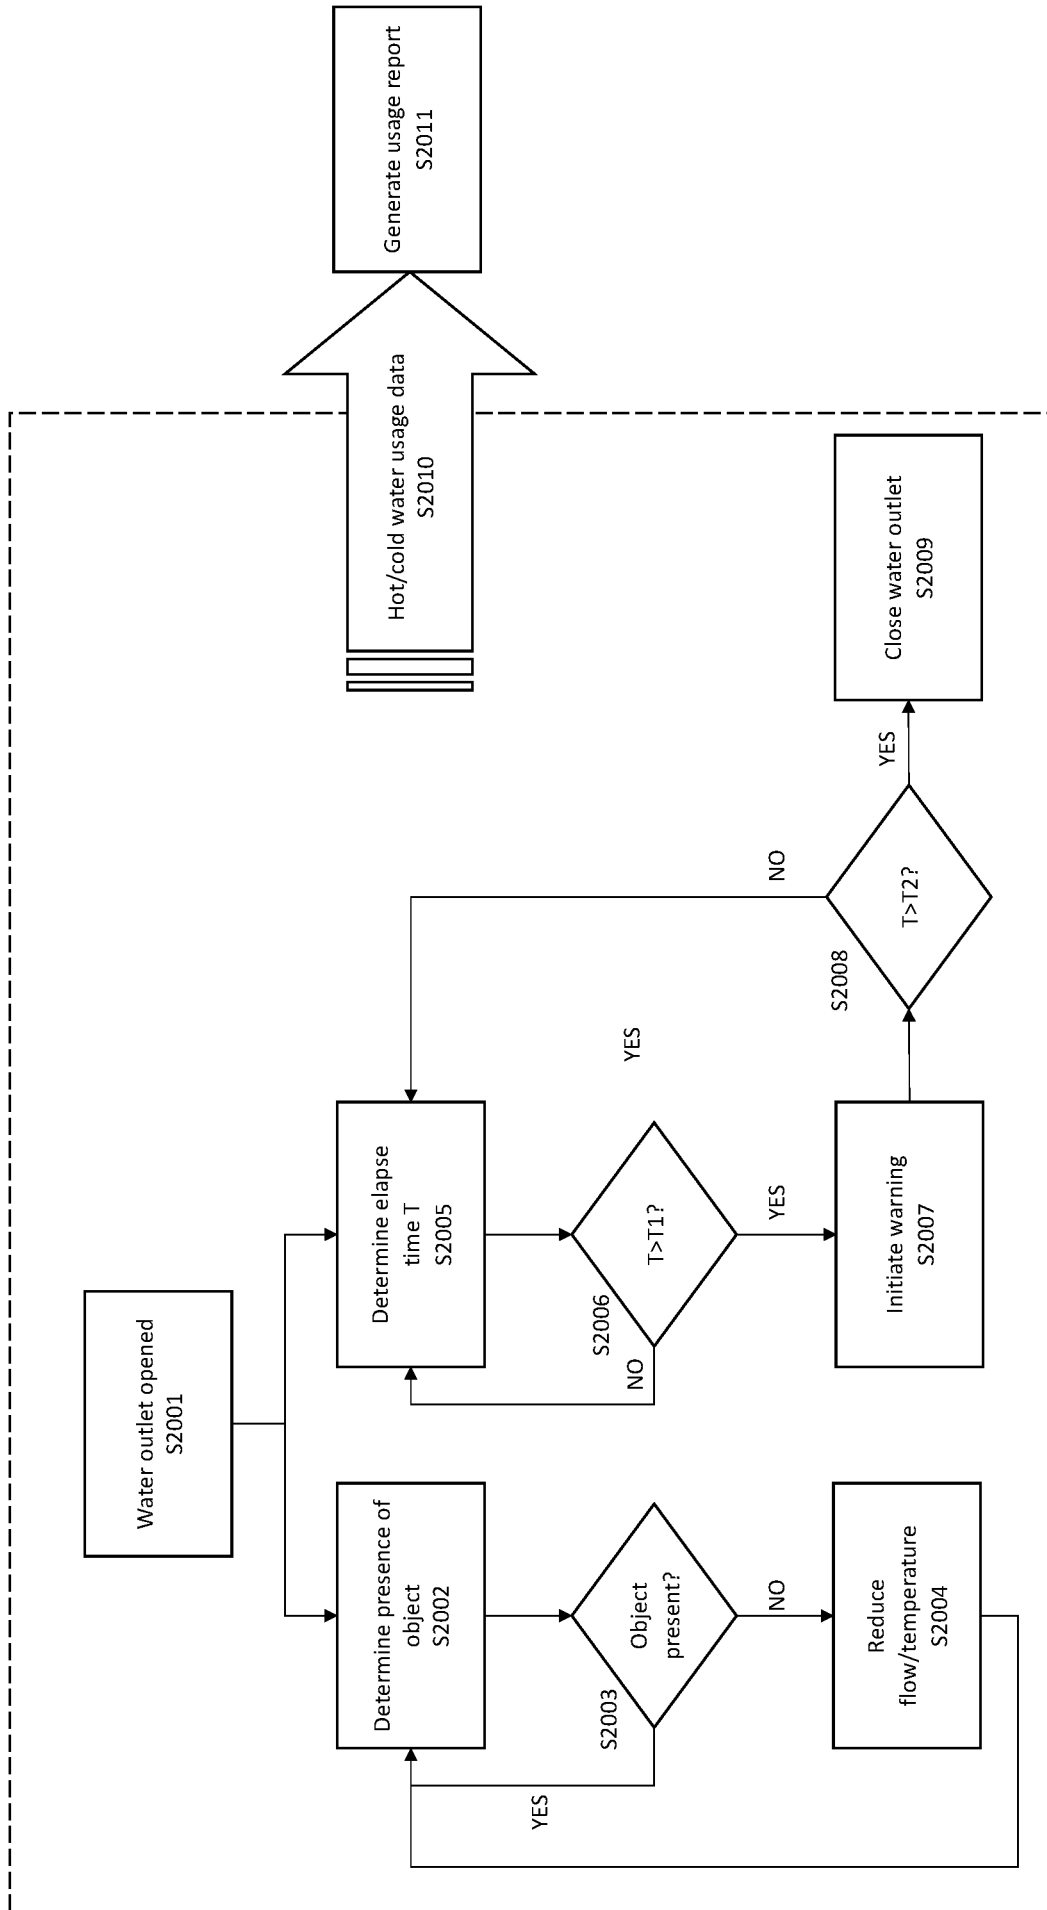 Water outlet opened
S2001
Determine presence of
object
S2002
Object
present?
S2003
YES
NO
Reduce
flow/temperature
S2004
Determine elapse
time T
S2005
T>T1?
S2006
NO
YES
YES
Initiate warning
S2007
T>T2?
S2008
NO
YES
Close water outlet
S2009
Hot/cold water usage data
S2010
Generate usage report
S2011